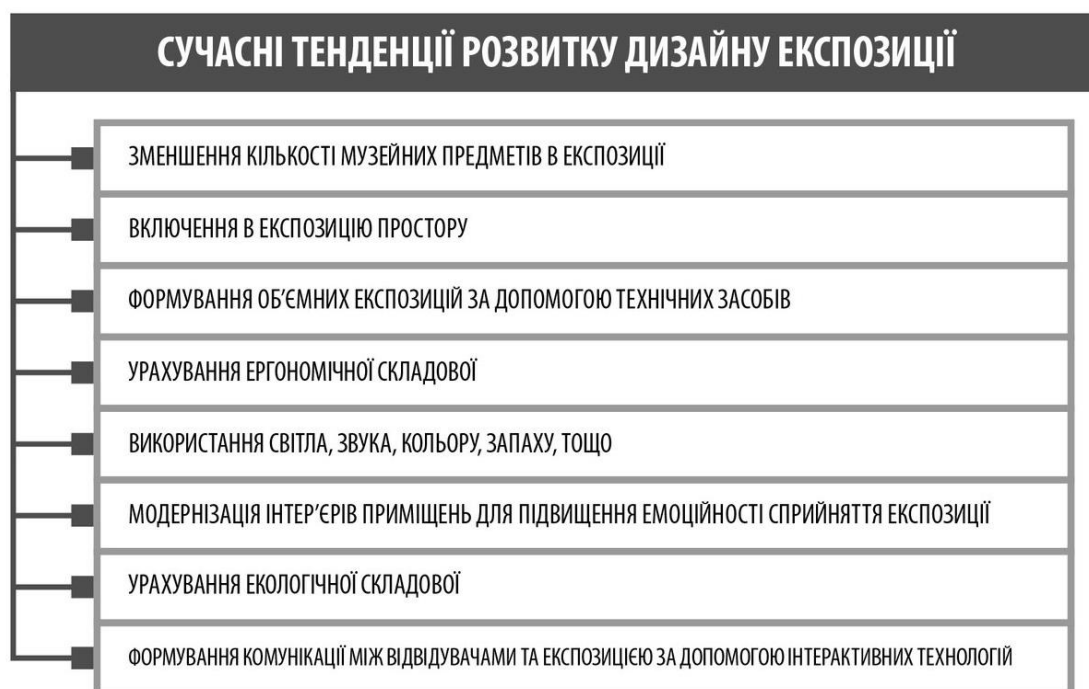 СУЧАСНІ ТЕНДЕНЦІЇ РОЗВИТКУ ДИЗАЙНУ ЕКСПОЗИЦІЇ
ЗМЕНШЕННЯ КІЛЬКОСТІ МУЗЕЙНИХ ПРЕДМЕТІВ В ЕКСПОЗИЦІЇ
ВКЛЮЧЕННЯ В ЕКСПОЗИЦІЮ ПРОСТОРУ
ФОРМУВАННЯ ОБ’ЄМНИХ ЕКСПОЗИЦІЙ ЗА ДОПОМОГОЮ ТЕХНІЧНИХ ЗАСОБІВ
УРАХУВАННЯ ЕРГОНОМІЧНОЇ СКЛАДОВОЇ
ВИКОРИСТАННЯ СВІТЛА, ЗВУКА, КОЛЬОРУ, ЗАПАХУ, ТОЩО
МОДЕРНІЗАЦІЯ ІНТЕР’ЄРІВ ПРИМІЩЕНЬ ДЛЯ ПІДВИЩЕННЯ ЕМОЦІЙНОСТІ СПРИЙНЯТТЯ ЕКСПОЗИЦІЇ
УРАХУВАННЯ ЕКОЛОГІЧНОЇ СКЛАДОВОЇ
ФОРМУВАННЯ КОМУНІКАЦІЇ МІЖ ВІДВІДУВАЧАМИ ТА ЕКСПОЗИЦІЄЮ ЗА ДОПОМОГОЮ ІНТЕРАКТИВНИХ ТЕХНОЛОГІЙ